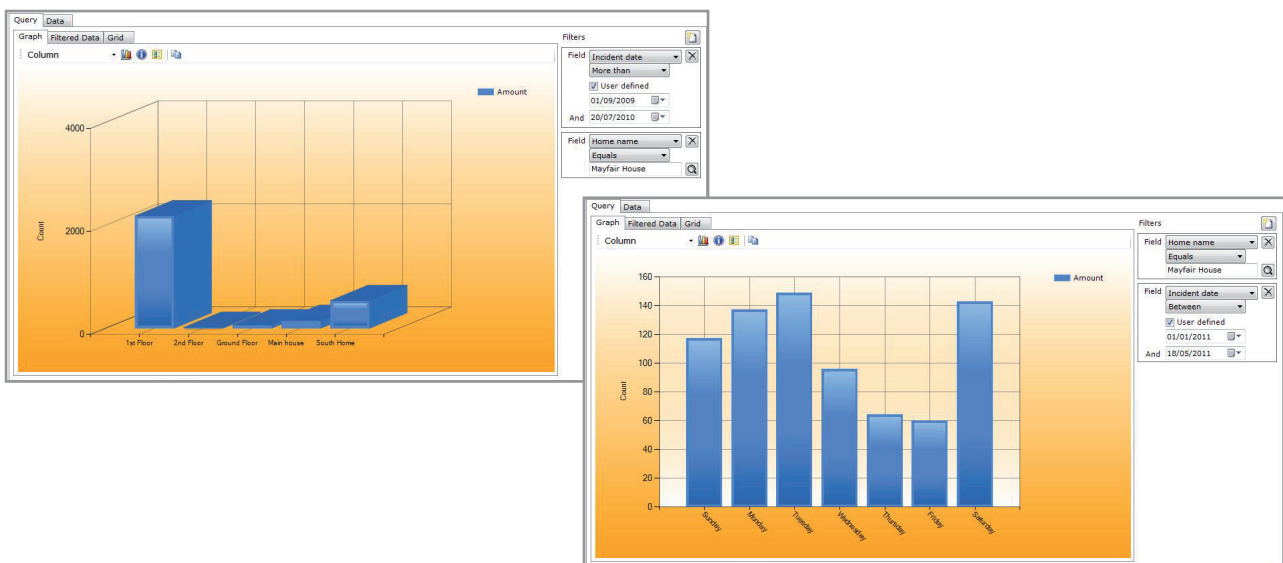 Query Data
Graph Filtered Data Grid
Column
Amount
4000
2000
0
Count
1st Floor 2nd Floor Ground Floor Main house South Home
Filters
Field Incident date
More than
User defined
01/09/2009
And 20/07/2010
Field Home name
Equals
Mayfair House
Query Data
Graph Filtered Data Grid
Column
Amount
160
140
120
100
80
60
40
20
0
Count
Sunday Monday Tuesday Wednesday Thursday Friday Saturday
Filters
Field Home name
Equals
Mayfair House
Field Incident date
Between
User defined
01/01/2011
And 18/05/2011